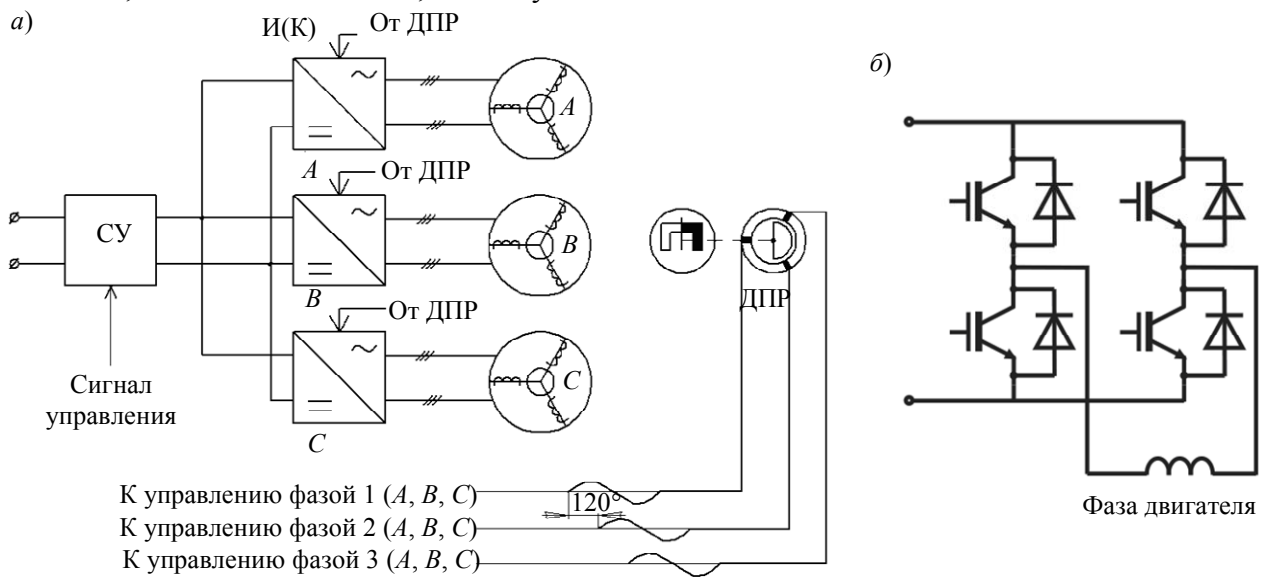 а)
И(К)
От ДПР
A
A
От ДПР
СУ
B
B
От ДПР
C
C
Сигнал
управления
ДПР
К управлению фазой 1 (A, B, C)
120°
К управлению фазой 2 (A, B, C)
К управлению фазой 3 (A, B, C)
б)
Фаза двигателя